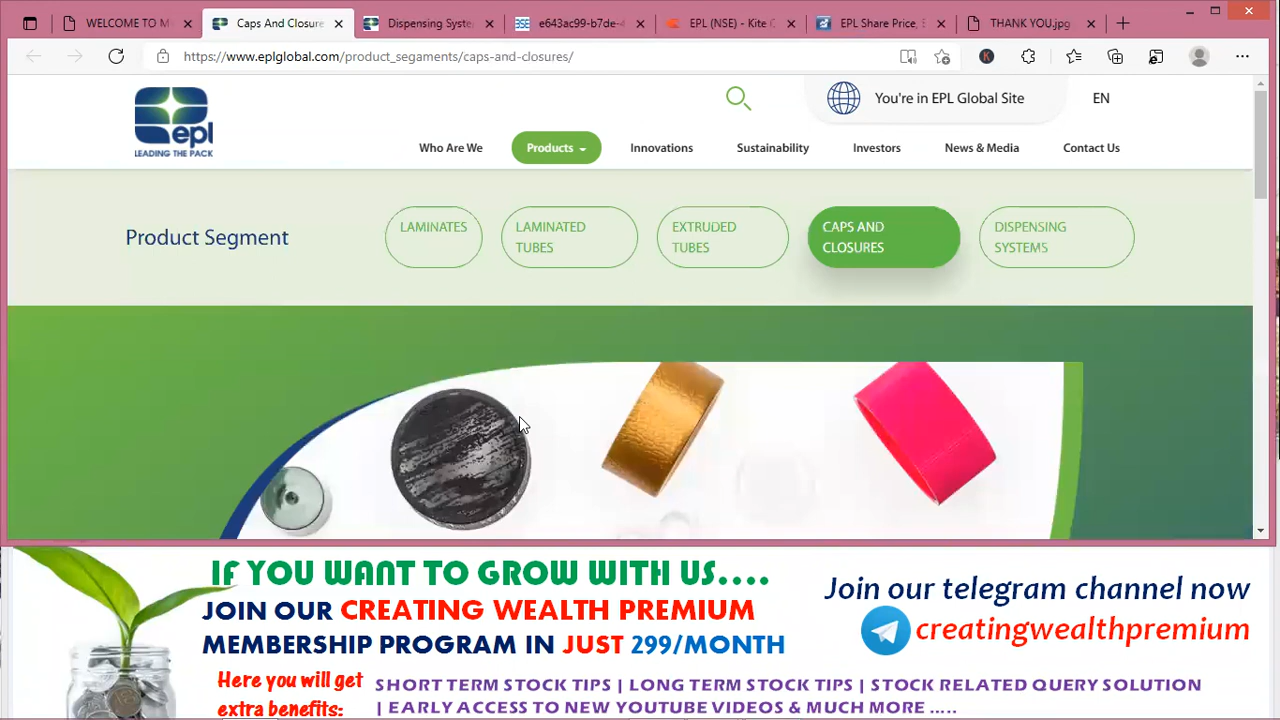 WELCOME TO M
Caps And Closure
Dispensing Syste
e643ac99-b7de-4
EPL (NSE) - Kite C
EPL Share Price, E
THANK YOU.jpg
https://www.eplglobal.com/product_segaments/caps-and-closures/
epl
LEADING THE PACK
You're in EPL Global Site
EN
Who Are We
Products
Innovations
Sustainability
Investors
News & Media
Contact Us
Product Segment
LAMINATES
LAMINATED
TUBES
EXTRUDED
TUBES
CAPS AND
CLOSURES
DISPENSING
SYSTEMS
IF YOU WANT TO GROW WITH US....
JOIN OUR CREATING WEALTH PREMIUM
MEMBERSHIP PROGRAM IN JUST 299/MONTH
Join our telegram channel now
creatingwealthpremium
Here you will get
extra benefits:
SHORT TERM STOCK TIPS | LONG TERM STOCK TIPS | STOCK RELATED QUERY SOLUTION
| EARLY ACCESS TO NEW YOUTUBE VIDEOS & MUCH MORE .....